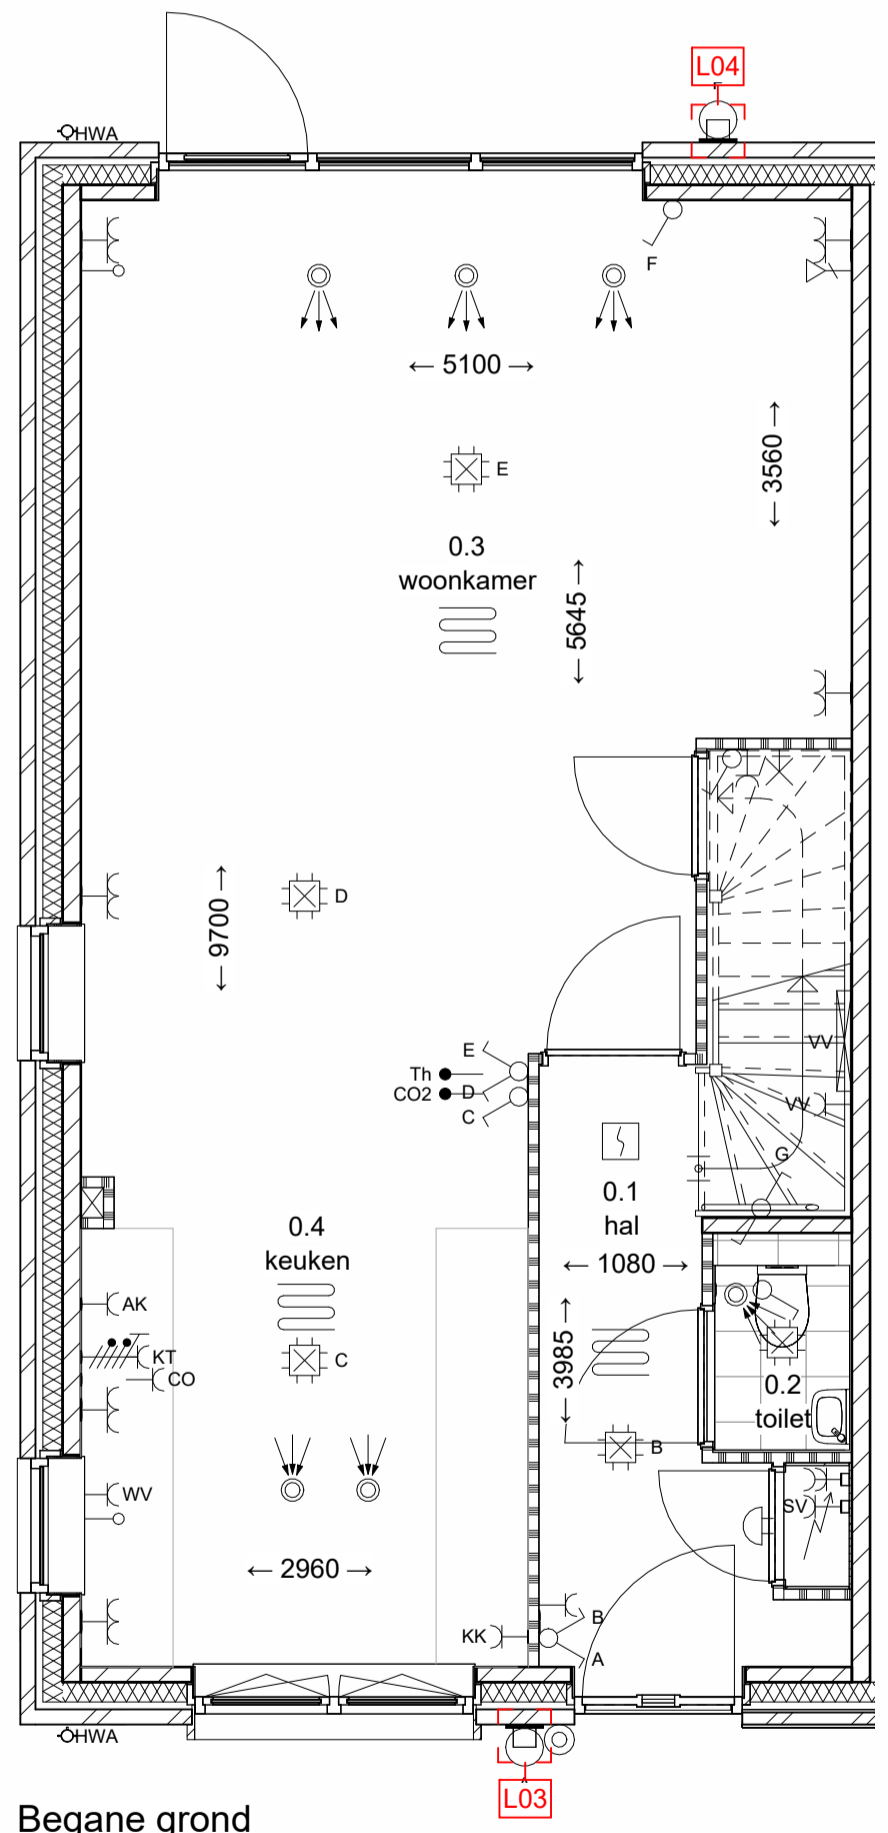 L04
HWA
F
← 5100 →
← 3560 →
E
0.3
woonkamer
← 5645 →
D
← 9700 →
E
Th
CO2
D
C
VV
VV
G
0.1
hal
← 1080 →
0.4
keuken
AK
KT
CO
C
← 3985 →
0.2
toilet
B
WV
SV
← 2960 →
KK
B
A
HWA
L03
Begane grond